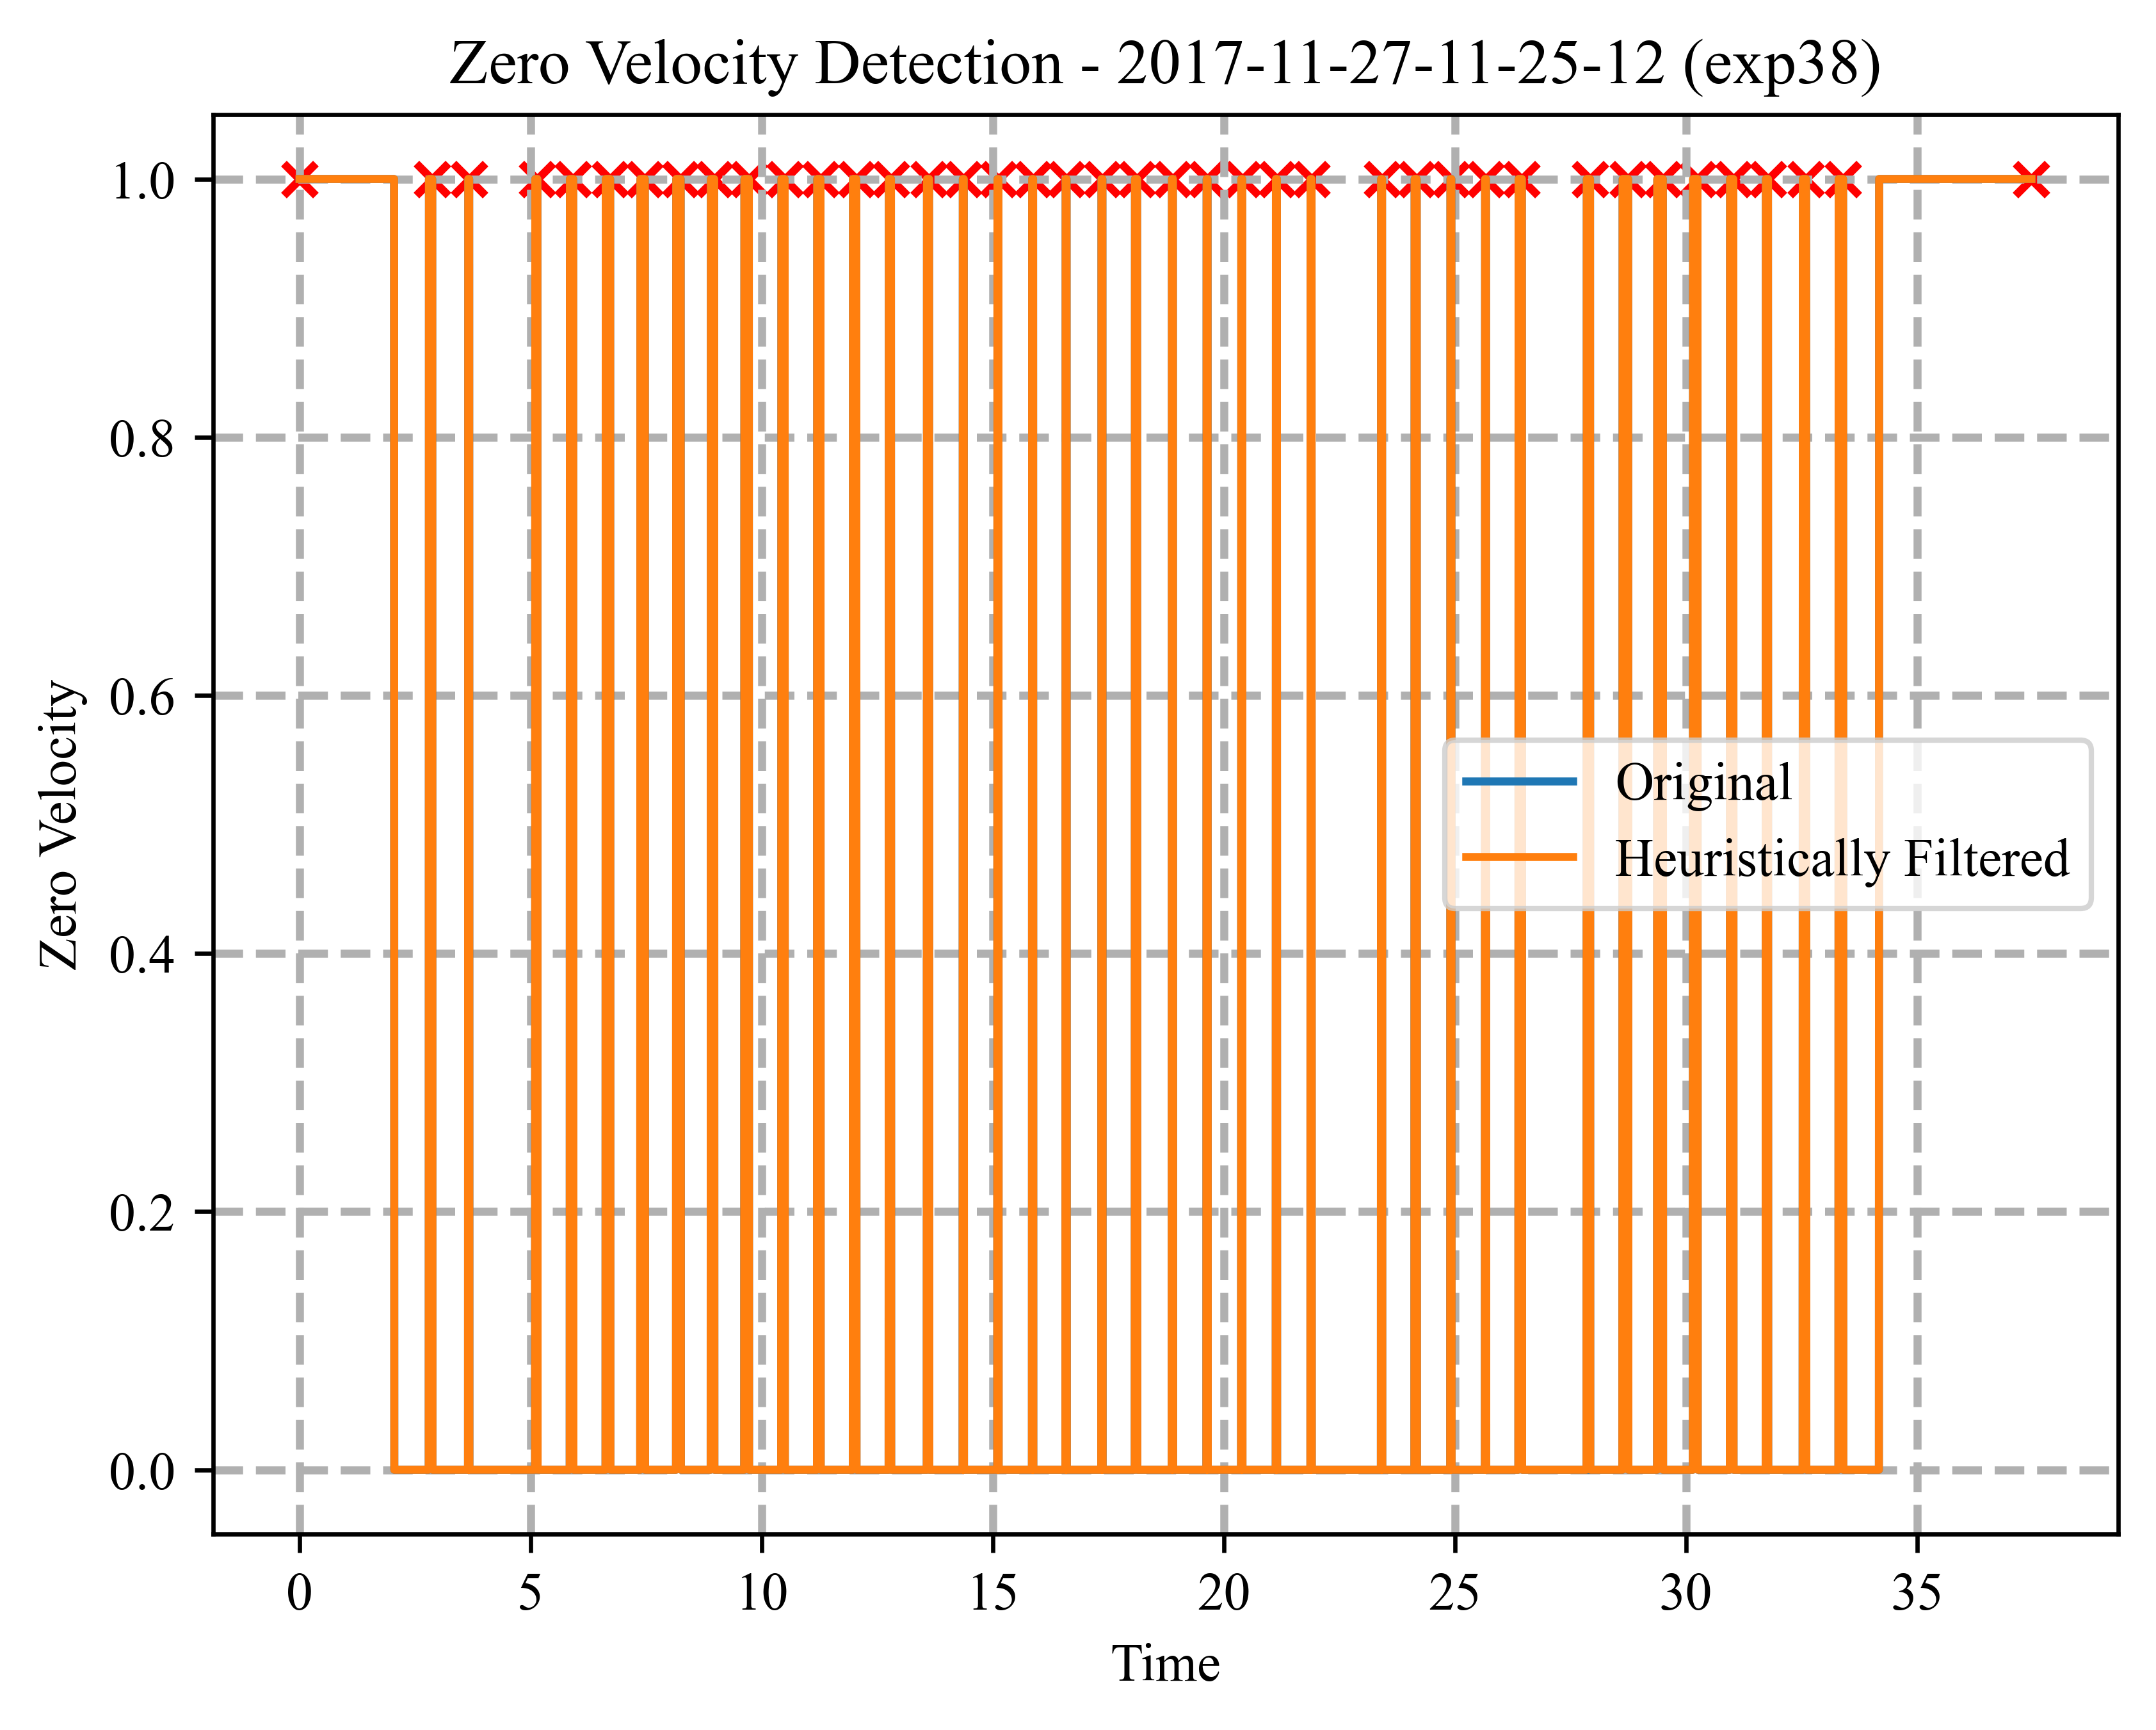 Zero Velocity Detection - 2017-11-27-11-25-12 (exp38)
1.0
0.8
0.6
0.4
0.2
0.0
Zero Velocity
Original
Heuristically Filtered
0 5 10 15 20 25 30 35
Time